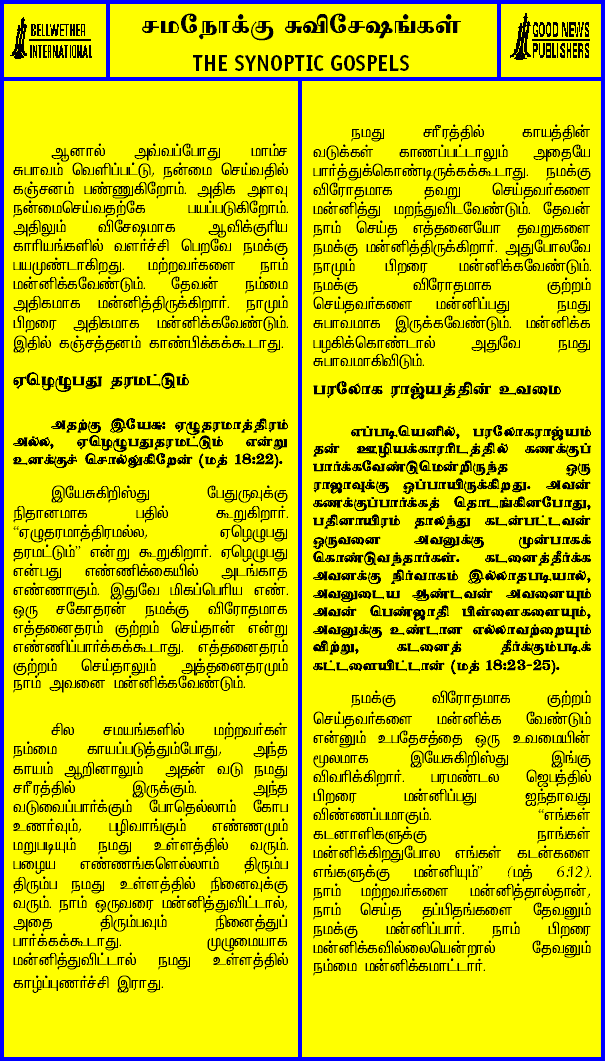 BELLWETHER
INTERNATIONAL
சமநோக்கு சுவிசேஷங்கள்
THE SYNOPTIC GOSPELS
GOOD NEWS
PUBLISHERS
ஆனால் அவ்வப்போது மாம்ச
சுபாவம் வெளிப்பட்டு, நன்மை செய்வதில்
கஞ்சனம் பண்ணுகிறோம். அதிக அளவு
நன்மைசெய்வதற்கே பயப்படுகிறோம்.
அதிலும் விசேஷமாக ஆவிக்குரிய
காரியங்களில் வளர்ச்சி பெறவே நமக்கு
பயமுண்டாகிறது. மற்றவர்களை நாம்
மன்னிக்கவேண்டும். தேவன் நம்மை
அதிகமாக மன்னித்திருக்கிறார். நாமும்
பிறரை அதிகமாக மன்னிக்கவேண்டும்.
இதில் கஞ்சத்தனம் காண்பிக்கக்கூடாது.
ஏழெழுபது தரமட்டும்
அதற்கு இயேசு: ஏழுதரமாத்திரம்
அல்ல, ஏழெழுபதுதரமட்டும் என்று
உனக்குச் சொல்லுகிறேன் (மத் 18:22).
இயேசுகிறிஸ்து பேதுருவுக்கு
நிதானமாக பதில் கூறுகிறார்.
“ஏழுதரமாத்திரமல்ல, ஏழெழுபது
தரமட்டும்” என்று கூறுகிறார். ஏழெழுபது
என்பது எண்ணிக்கையில் அடங்காத
எண்ணாகும். இதுவே மிகப்பெரிய எண்.
ஒரு சகோதரன் நமக்கு விரோதமாக
எத்தனைதரம் குற்றம் செய்தான் என்று
எண்ணிப்பார்க்கக்கூடாது. எத்தனைதரம்
குற்றம் செய்தாலும் அத்தனைதரமும்
நாம் அவனை மன்னிக்கவேண்டும்.
சில சமயங்களில் மற்றவர்கள்
நம்மை காயப்படுத்தும்போது, அந்த
காயம் ஆறினாலும் அதன் வடு நமது
சரீரத்தில் இருக்கும். அந்த
வடுவைப்பார்க்கும் போதெல்லாம் கோப
உணர்வும், பழிவாங்கும் எண்ணமும்
மறுபடியும் நமது உள்ளத்தில் வரும்.
பழைய எண்ணங்களெல்லாம் திரும்ப
திரும்ப நமது உள்ளத்தில் நினைவுக்கு
வரும். நாம் ஒருவரை மன்னித்துவிட்டால்,
அதை திரும்பவும் நினைத்துப்
பார்க்கக்கூடாது. முழுமையாக
மன்னித்துவிட்டால் நமது உள்ளத்தில்
காழ்ப்புணர்ச்சி இராது.
நமது சரீரத்தில் காயத்தின்
வடுக்கள் காணப்பட்டாலும் அதையே
பார்த்துக்கொண்டிருக்கக்கூடாது. நமக்கு
விரோதமாக தவறு செய்தவர்களை
மன்னித்து மறந்துவிடவேண்டும். தேவன்
நாம் செய்த எத்தனையோ தவறுகளை
நமக்கு மன்னித்திருக்கிறார். அதுபோலவே
நாமும் பிறரை மன்னிக்கவேண்டும்.
நமக்கு விரோதமாக குற்றம்
செய்தவர்களை மன்னிப்பது நமது
சுபாவமாக இருக்கவேண்டும். மன்னிக்க
பழகிக்கொண்டால் அதுவே நமது
சுபாவமாகிவிடும்.
பரலோக ராஜ்யத்தின் உவமை
எப்படியெனில், பரலோகராஜ்யம்
தன் ஊழியக்காரரிடத்தில் கணக்குப்
பார்க்கவேண்டுமென்றிருந்த ஒரு
ராஜாவுக்கு ஒப்பாயிருக்கிறது. அவன்
கணக்குப்பார்க்கத் தொடங்கினபோது,
பதினாயிரம் தாலந்து கடன்பட்டவன்
ஒருவனை அவனுக்கு முன்பாகக்
கொண்டுவந்தார்கள். கடனைத்தீர்க்க
அவனக்கு நிர்வாகம் இல்லாதபடியால்,
அவனுடைய ஆண்டவன் அவனையும்
அவன் பெண்ஜாதி பிள்ளைகளையும்,
அவனுக்கு உண்டான எல்லாவற்றையும்
விற்று, கடனைத் தீர்க்கும்படிக்
கட்டளையிட்டான் (மத் 18:23-25).
நமக்கு விரோதமாக குற்றம்
செய்தவர்களை மன்னிக்க வேண்டும்
என்னும் உபதேசத்தை ஒரு உவமையின்
மூலமாக இயேசுகிறிஸ்து இங்கு
விவரிக்கிறார். பரமண்டல ஜெபத்தில்
பிறரை மன்னிப்பது ஐந்தாவது
விண்ணப்பமாகும். “எங்கள்
கடனாளிகளுக்கு நாங்கள்
மன்னிக்கிறதுபோல எங்கள் கடன்களை
எங்களுக்கு மன்னியும்” (மத் 6:12).
நாம் மற்றவர்களை மன்னித்தால்தான்,
நாம் செய்த தப்பிதங்களை தேவனும்
நமக்கு மன்னிப்பார். நாம் பிறரை
மன்னிக்கவில்லையென்றால் தேவனும்
நம்மை மன்னிக்கமாட்டார்.